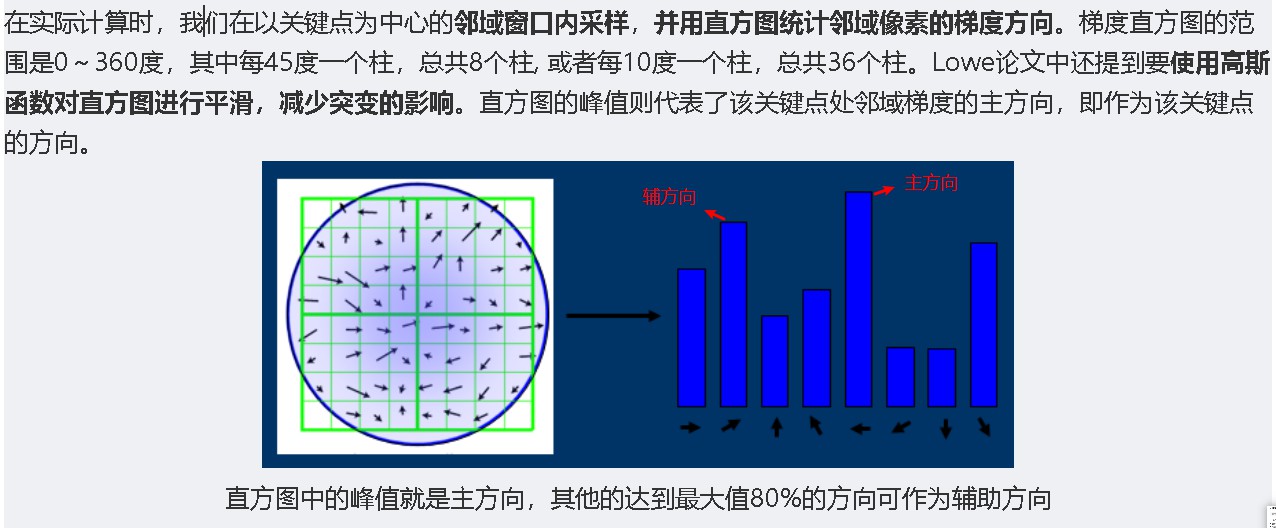 在实际计算时，我们在以关键点为中心的邻域窗口内采样，并用直方图统计邻域像素的梯度方向。梯度直方图的范
围是0～360度，其中每45度一个柱，总共8个柱, 或者每10度一个柱，总共36个柱。Lowe论文中还提到要使用高斯
函数对直方图进行平滑，减少突变的影响。直方图的峰值则代表了该关键点处邻域梯度的主方向，即作为该关键点
的方向。
辅方向
主方向
直方图中的峰值就是主方向，其他的达到最大值80%的方向可作为辅助方向